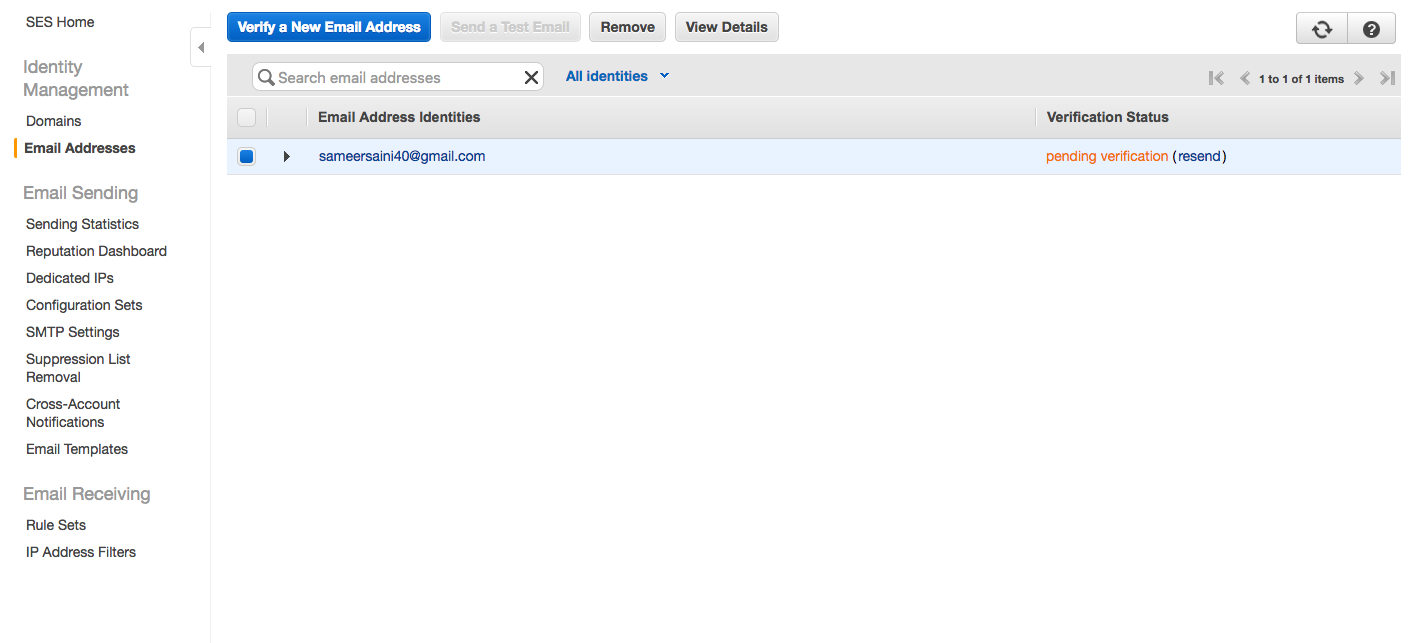 SES Home
Identity
Management
Domains
Email Addresses
Email Sending
Sending Statistics
Reputation Dashboard
Dedicated IPs
Configuration Sets
SMTP Settings
Suppression List
Removal
Cross-Account
Notifications
Email Templates
Email Receiving
Rule Sets
IP Address Filters
Verify a New Email Address
Send a Test Email
Remove
View Details
?
Search email addresses
All identities
1 to 1 of 1 items
Email Address Identities
Verification Status
sameersaini40@gmail.com
pending verification (resend)